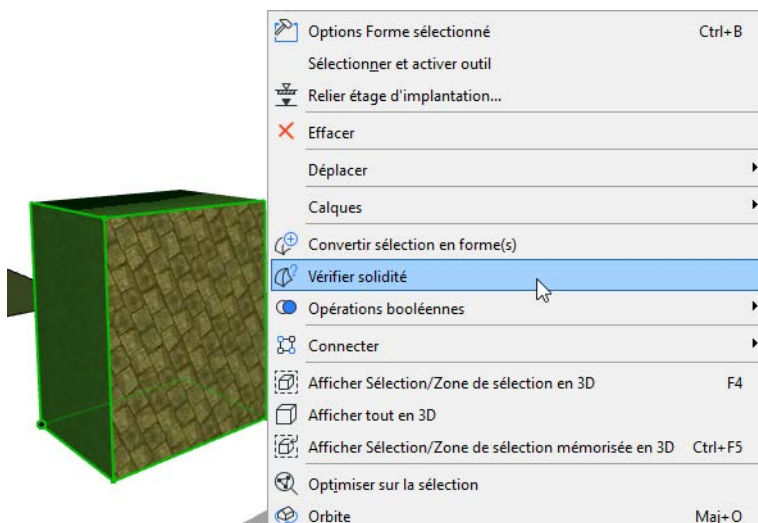 Options Forme sélectionné Ctrl+B
Sélectionner et activer outil
Relier étage d'implantation...
Effacer
Déplacer
Calques
Convertir sélection en forme(s)
Vérifier solidité
Opérations booléennes
Connecter
Afficher Sélection/Zone de sélection en 3D F4
Afficher tout en 3D
Afficher Sélection/Zone de sélection mémorisée en 3D Ctrl+F5
Optimiser sur la sélection
Orbite Maj+O